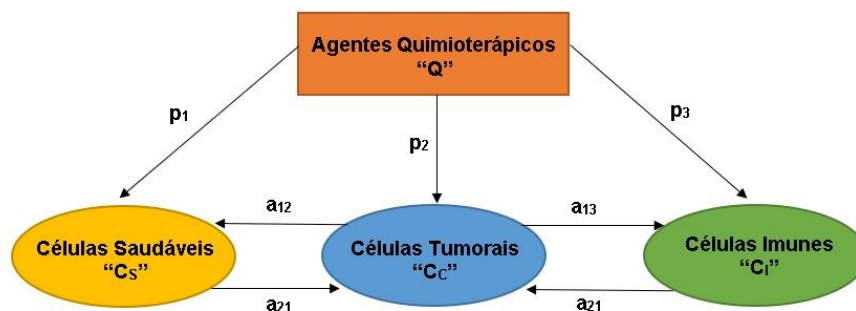 Agentes Quimioterápicos
"Q"
p1
p2
p3
a12
a13
Células Saudáveis
"CS"
Células Tumorais
"CC"
Células Imunes
"CI"
a21
a21